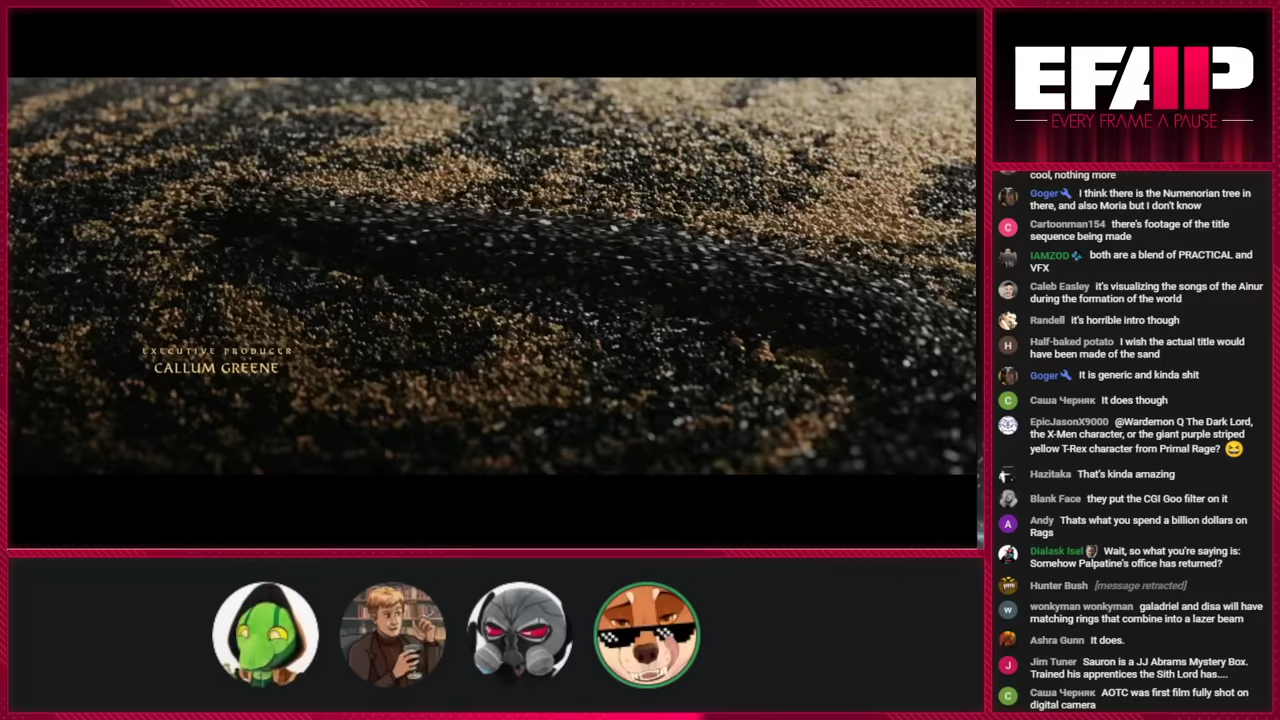 EXECUTIVE PRODUCER
CALLUM GREENE
EFAP
EVERY FRAME A PAUSE
cool, nothing more
Goger I think there is the Numenorian tree in
there, and also Moria but I don't know
Cartoonman154 there's footage of the title
sequence being made
IAMZOD both are a blend of PRACTICAL and
VFX
Caleb Easley it's visualizing the songs of the Ainur
during the formation of the world
Randell it's horrible intro though
H
Half-baked potato I wish the actual title would
have been made of the sand
Goger It is generic and kinda shit
С
Саша Черняк It does though
EpicJasonX9000 @Wardemon Q The Dark Lord,
the X-Men character, or the giant purple striped
yellow T-Rex character from Primal Rage? 😆
Hazitaka That's kinda amazing
Blank Face they put the CGI Goo filter on it
A
Andy Thats what you spend a billion dollars on
Rags
Dialask Isel Wait, so what you're saying is:
Somehow Palpatine's office has returned?
Hunter Bush [message retracted]
w
wonkyman wonkyman galadriel and disa will have
matching rings that combine into a lazer beam
Ashra Gunn It does.
J
Jim Tuner Sauron is a JJ Abrams Mystery Box.
Trained his apprentices the Sith Lord has....
С
Саша Черняк AOTC was first film fully shot on
digital camera